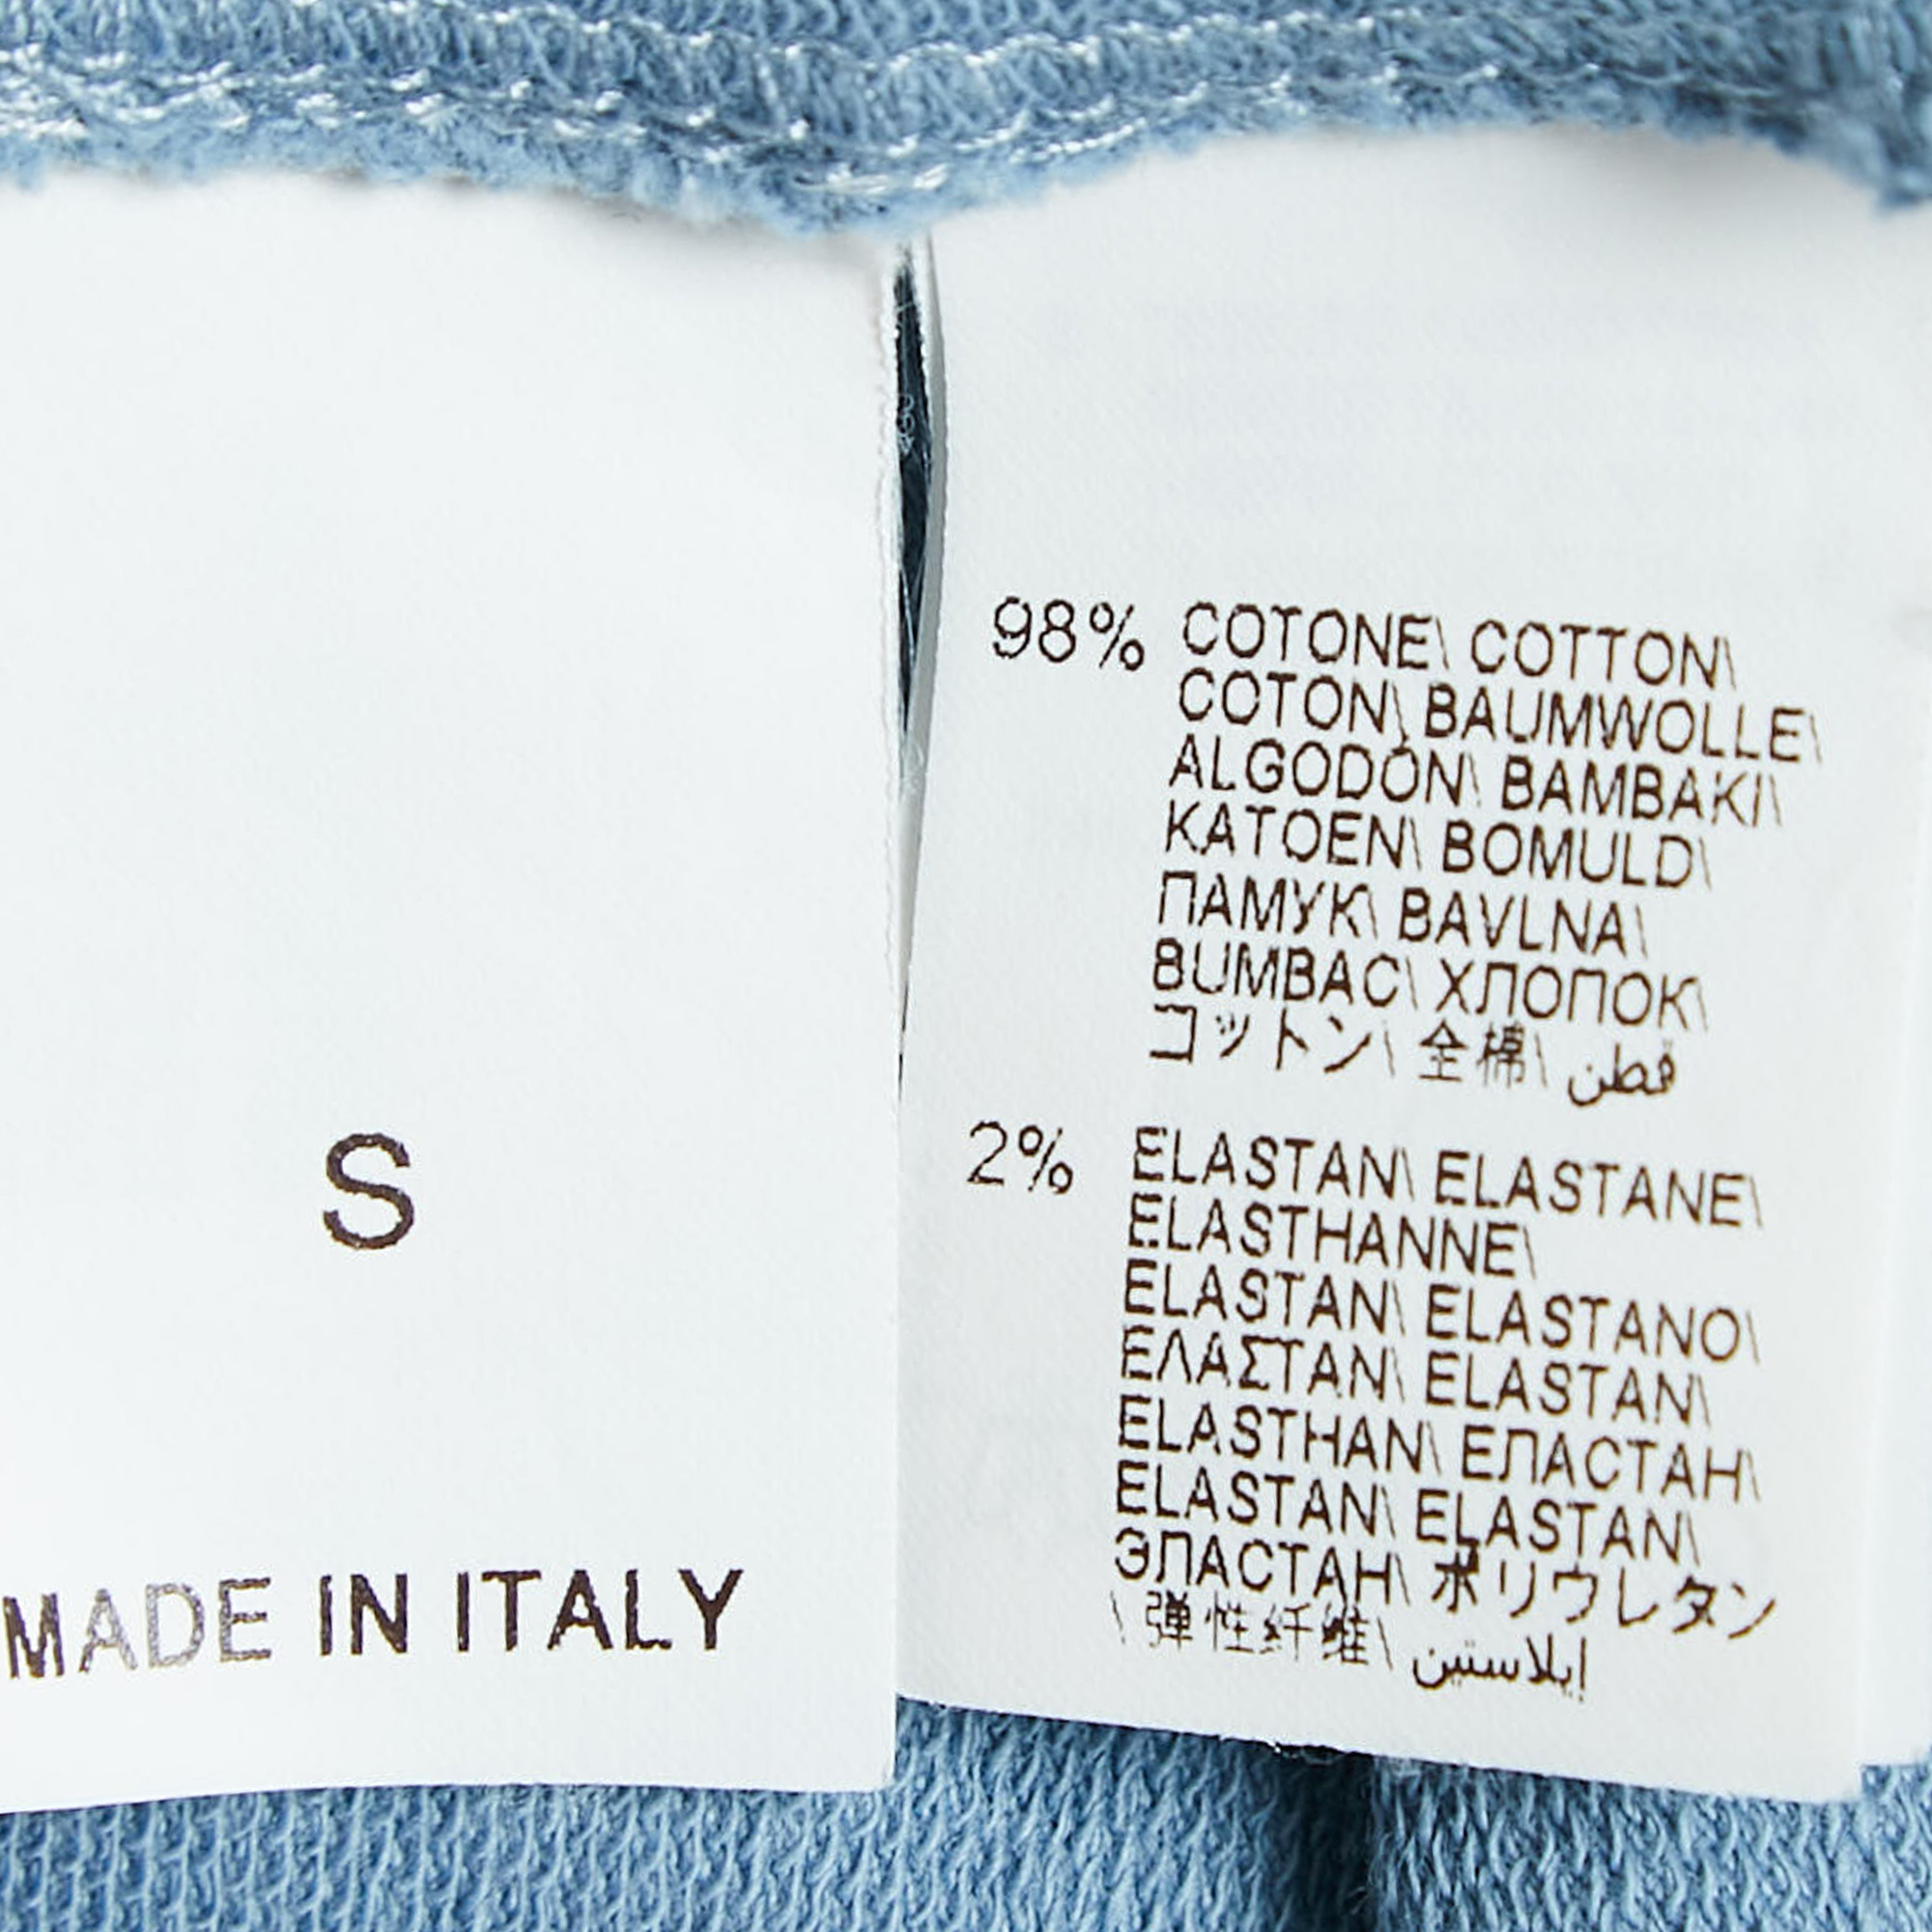 S
MADE IN ITALY
98% COTONE\ COTTON\
COTON\ BAUMWOLLE\
ALGODÓN\ BAMBAKI\
KATOEN\ BOMULD\
ПАМУК\ BAVLNA\
BUMBAC\ ХЛОПОК\
コットン\ 全棉\ قطن
2% ELASTAN\ ELASTANE\
ELASTHANNE\
ELASTAN\ ELASTANO\
ΕΛΑΣΤΑΝ\ ELASTAN\
ELASTHAN\ ЕЛАСТАН\
ELASTAN\ ELASTAN\
ЭЛАСТАН\ ポリウレタン
\ 弹性纤维\ إيلاستين